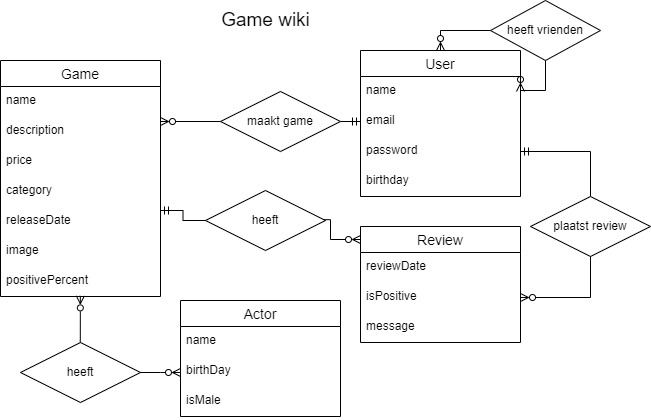 Game wiki
heeft vrienden
User
name
email
password
birthday
Game
name
description
price
category
releaseDate
image
positivePercent
maakt game
heeft
plaatst review
Review
reviewDate
isPositive
message
Actor
name
birthDay
isMale
heeft